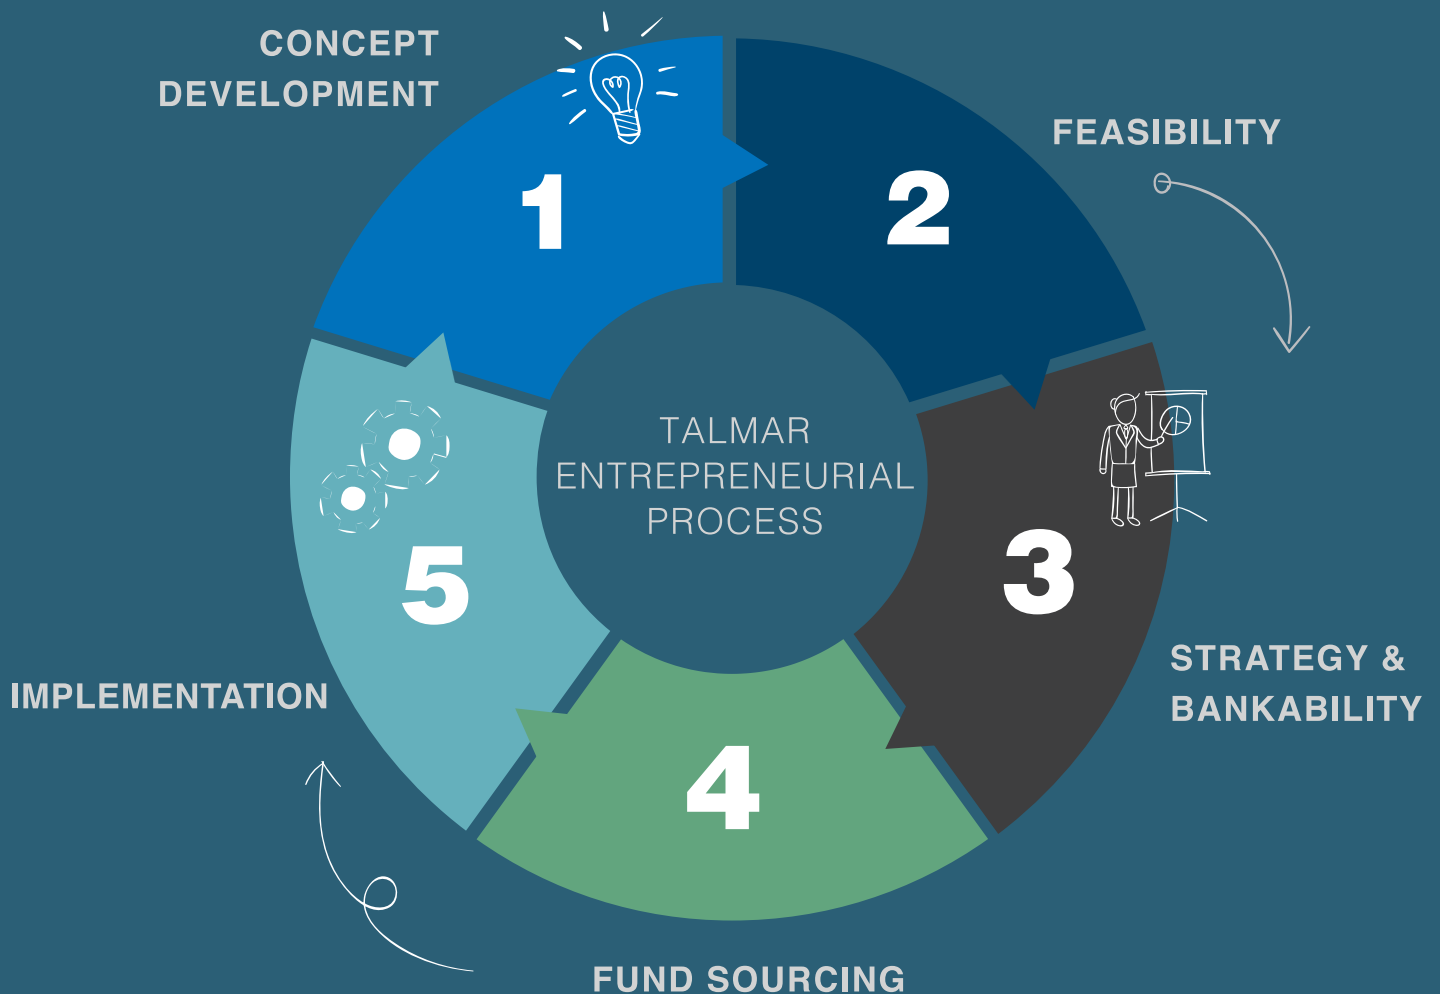 CONCEPT
DEVELOPMENT
1
2
FEASIBILITY
TALMAR
ENTREPRENEURIAL
PROCESS
3
STRATEGY &
BANKABILITY
4
FUND SOURCING
5
IMPLEMENTATION